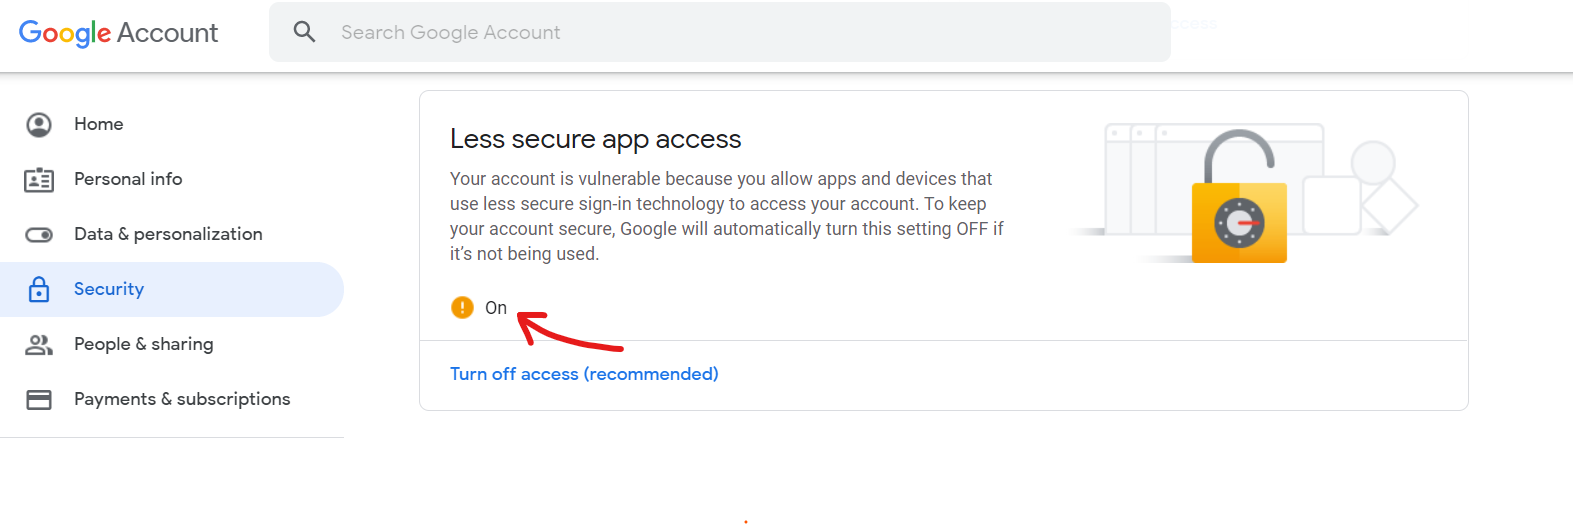 Google Account
Search Google Account
ccess
Home
Personal info
Data & personalization
Security
People & sharing
Payments & subscriptions
Less secure app access
Your account is vulnerable because you allow apps and devices that
use less secure sign-in technology to access your account. To keep
your account secure, Google will automatically turn this setting OFF if
it's not being used.
On
Turn off access (recommended)